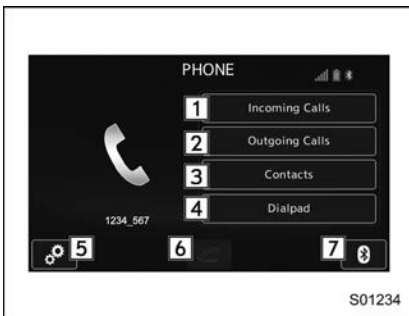 PHONE
1 Incoming Calls
2 Outgoing Calls
3 Contacts
4 Dialpad
1234_567
5 6 7
S01234